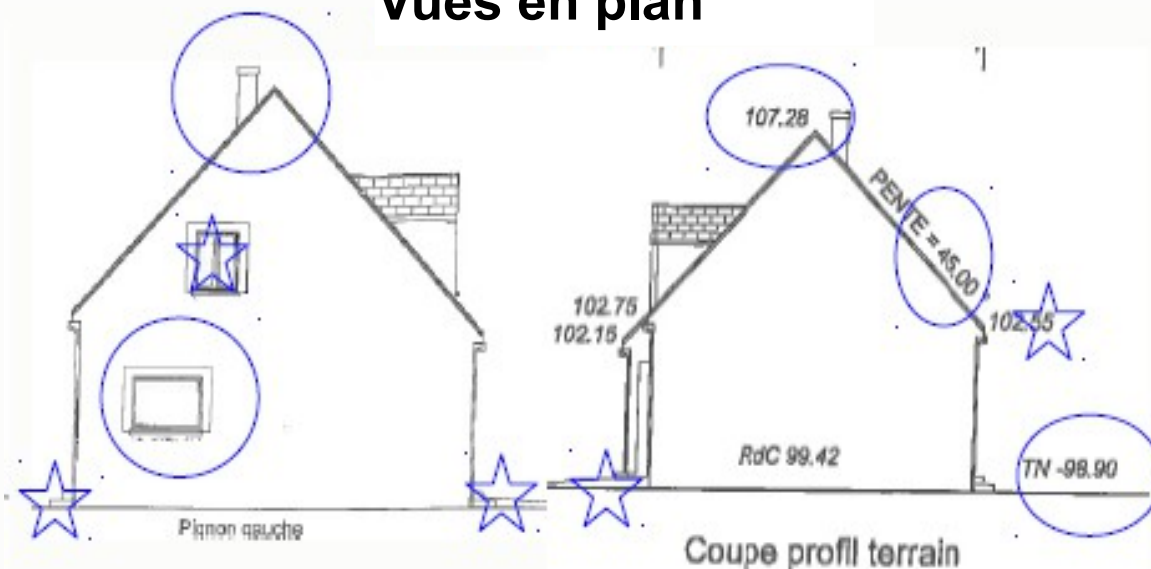 Vues en plan
107.28
PENTE = 45.00
102.75
102.15
102.55
RdC 99.42
TN -98.90
Pignon gauche
Coupe profil terrain